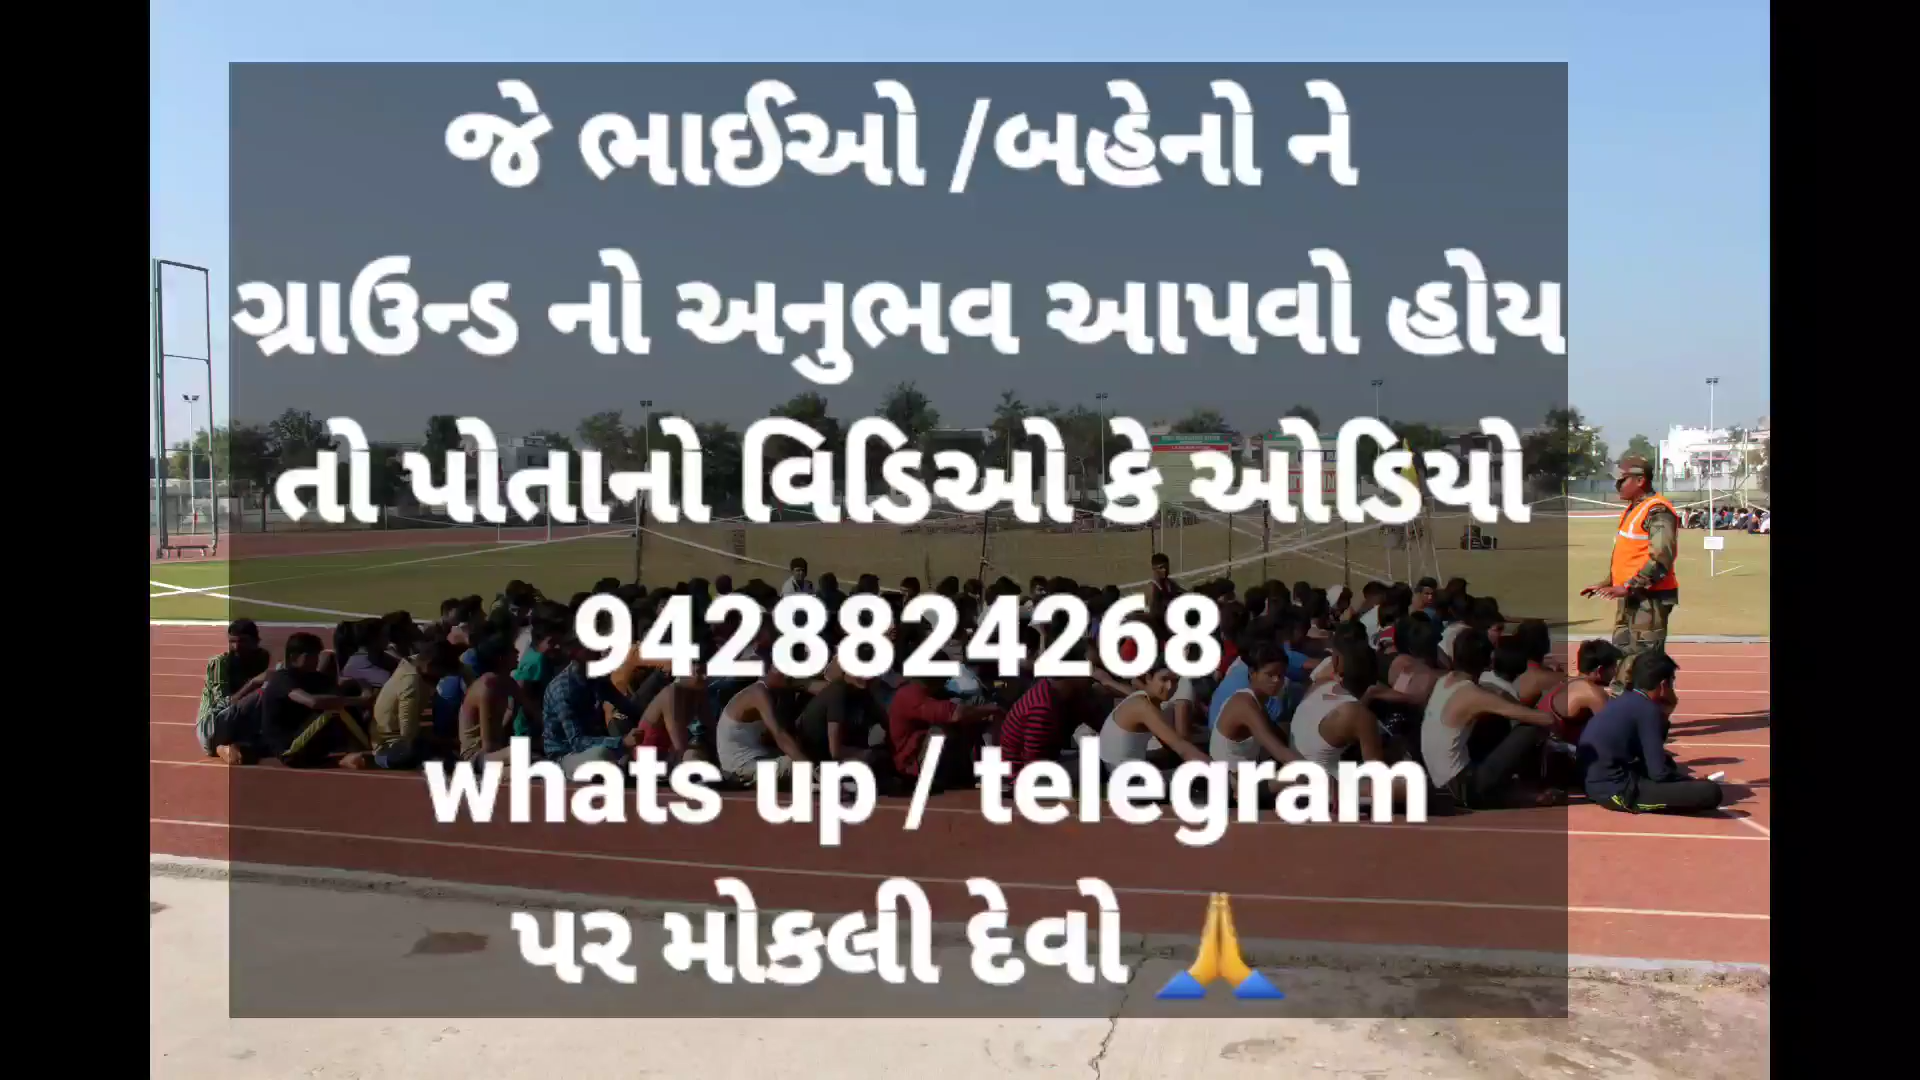 જે ભાઈઓ /બહેનો ને
ગ્રાઉન્ડ નો અનુભવ આપવો હોય
તો પોતાનો વિડિઓ કે ઓડિયો
9428824268
whats up / telegram
પર મોકલી દેવો 🙏